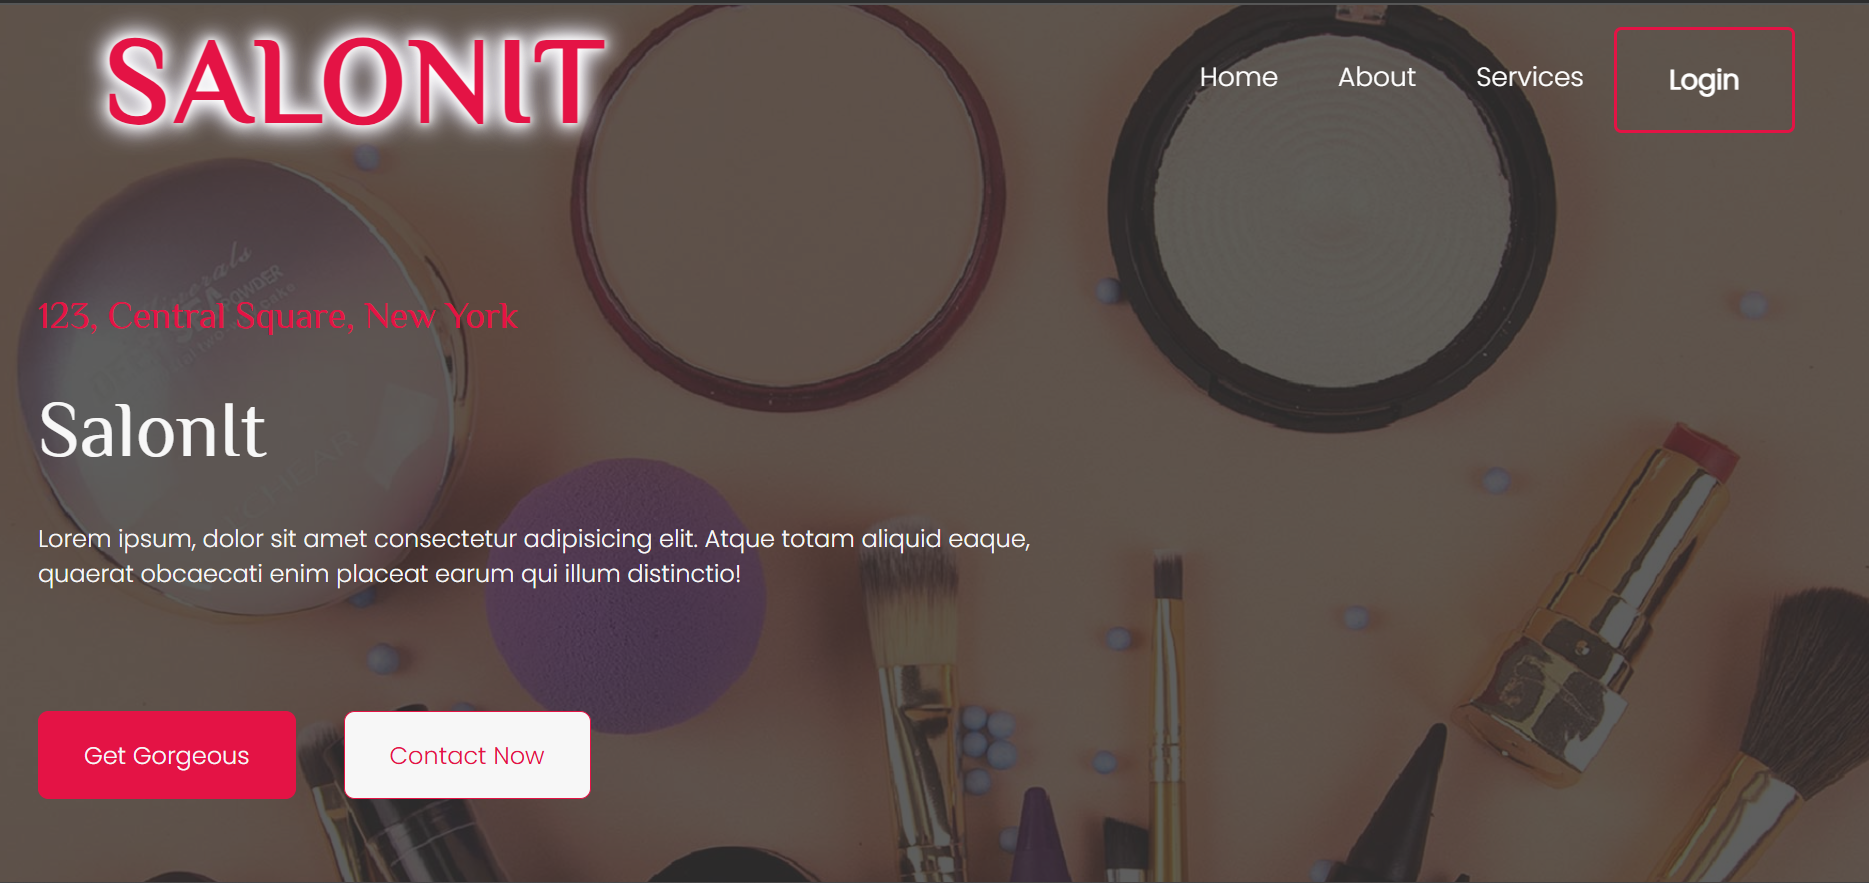 SALONIT
Home About Services Login
123, Central Square, New York
SalonIt
Lorem ipsum, dolor sit amet consectetur adipisicing elit. Atque totam aliquid eaque,
quaerat obcaecati enim placeat earum qui illum distinctio!
Get Gorgeous Contact Now